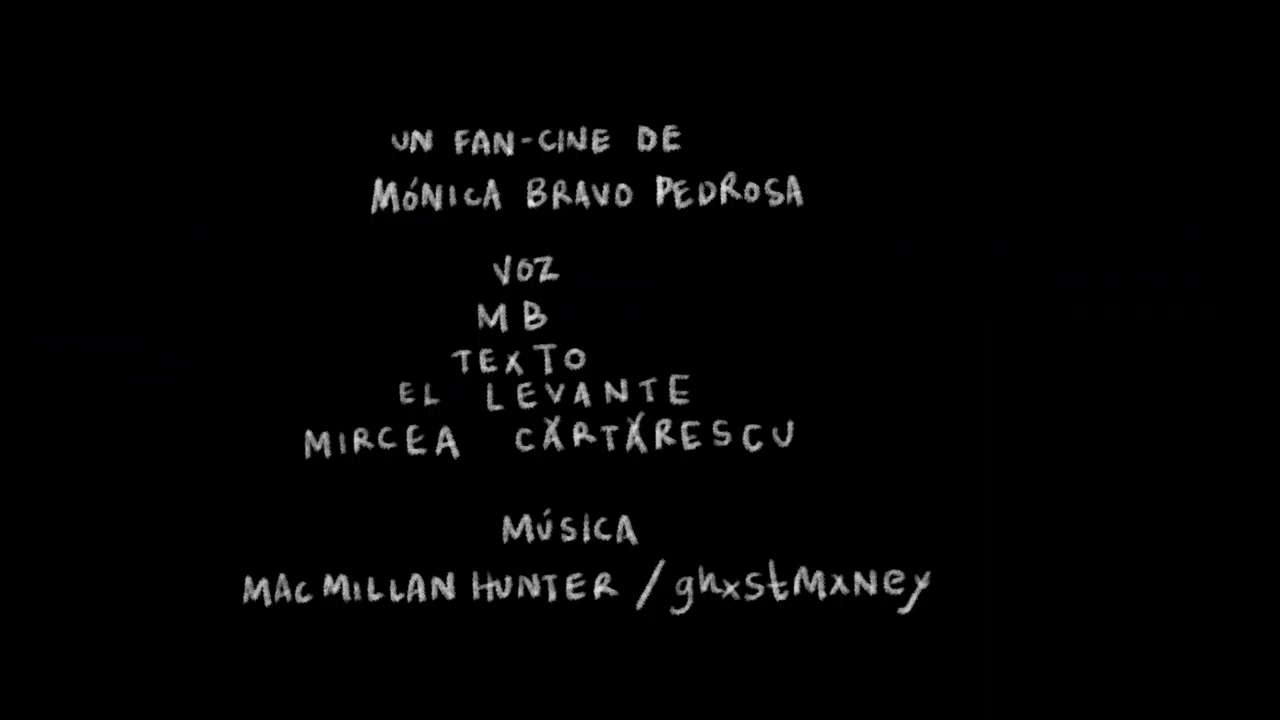 UN FAN-CINE DE
MÓNICA BRAVO PEDROSA
VOZ
MB
TEXTO
EL LEVANTE
MIRCEA CĂRTĂRESCU
MÚSICA
MACMILLAN HUNTER / ghxstMxNey